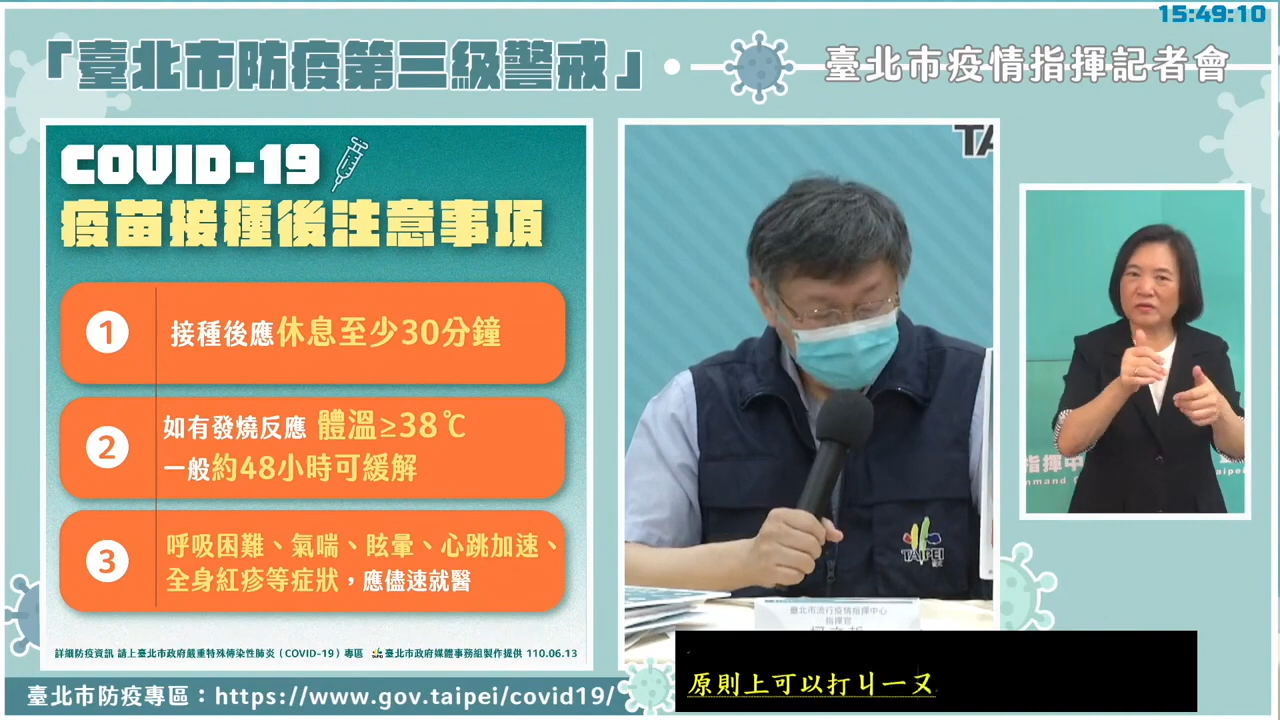 15:49:10
「臺北市防疫第三級警戒」
臺北市疫情指揮記者會
COVID-19
疫苗接種後注意事項
1
接種後應休息至少30分鐘
2
如有發燒反應 體溫≥38℃
一般約48小時可緩解
3
呼吸困難、氣喘、眩暈、心跳加速、
全身紅疹等症狀，應儘速就醫
詳細防疫資訊 請上臺北市政府嚴重特殊傳染性肺炎（COVID-19）專區 臺北市政府媒體事務組製作提供 110.06.13
TA
TAIPEI
臺北市流行疫情指揮中心
指揮官
指揮中
mmand C
aipei
臺北市防疫專區：https://www.gov.taipei/covid19/
原則上可以打ㄐㄧㄡ